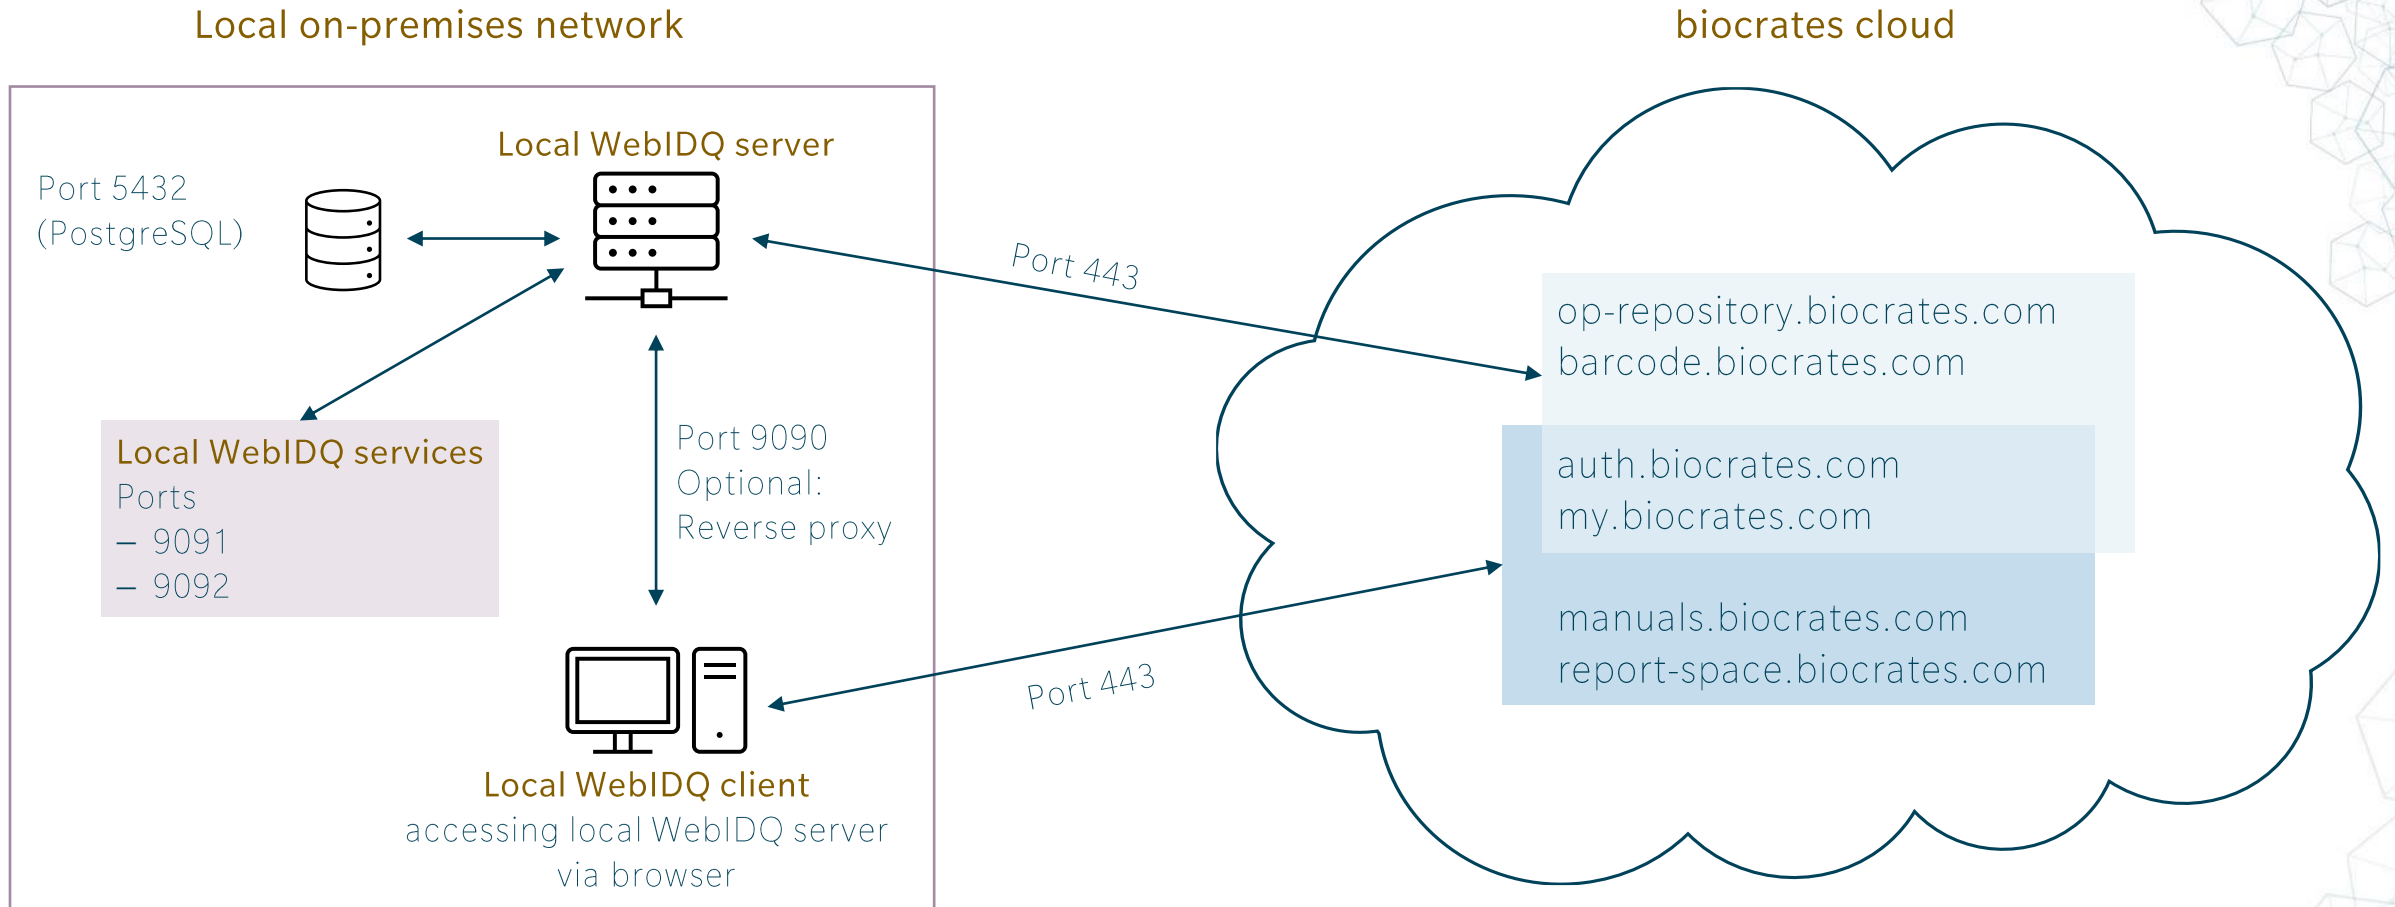 Local on-premises network
biocrates cloud
Local WebIDQ server
Port 5432
(PostgreSQL)
Port 443
op-repository.biocrates.com
barcode.biocrates.com
Local WebIDQ services
Ports
– 9091
– 9092
Port 9090
Optional:
Reverse proxy
auth.biocrates.com
my.biocrates.com
manuals.biocrates.com
report-space.biocrates.com
Port 443
Local WebIDQ client
accessing local WebIDQ server
via browser